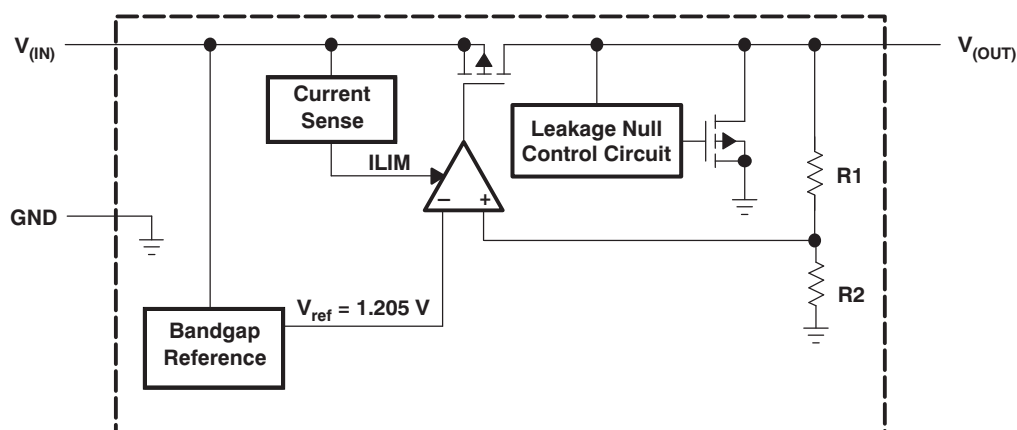 V(IN)
V(OUT)
Current
Sense
Leakage Null
Control Circuit
ILIM
R1
− +
GND
R2
Vref = 1.205 V
Bandgap
Reference